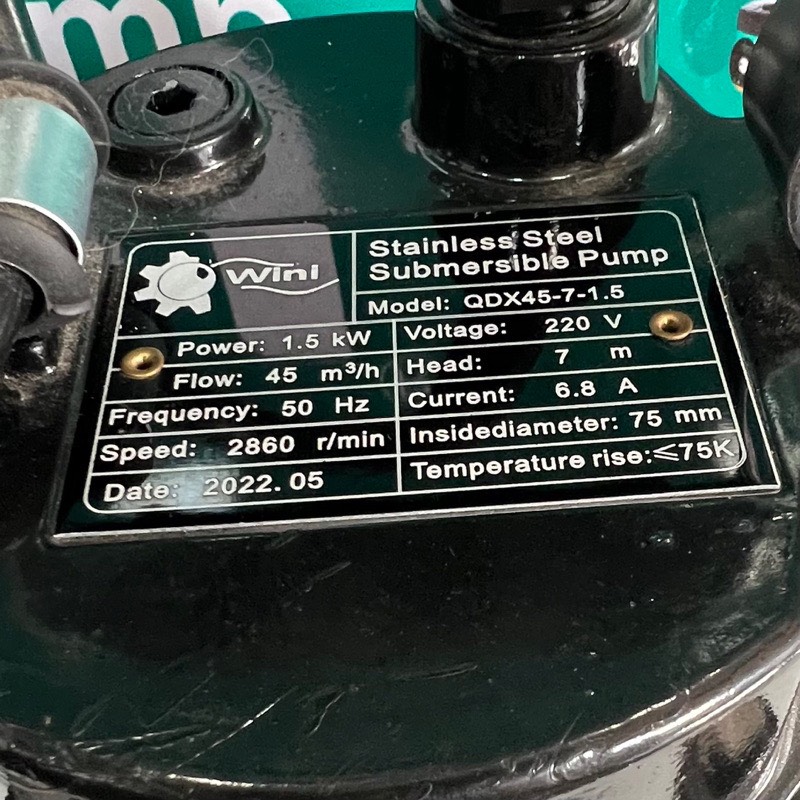 mp
Wini
Stainless Steel
Submersible Pump
Model: QDX45-7-1.5
Power: 1.5 kW
Voltage: 220 V
Flow: 45 m³/h
Head: 7 m
Frequency: 50 Hz
Current: 6.8 A
Speed: 2860 r/min
Insidediameter: 75 mm
Date: 2022.05
Temperature rise:≤75K